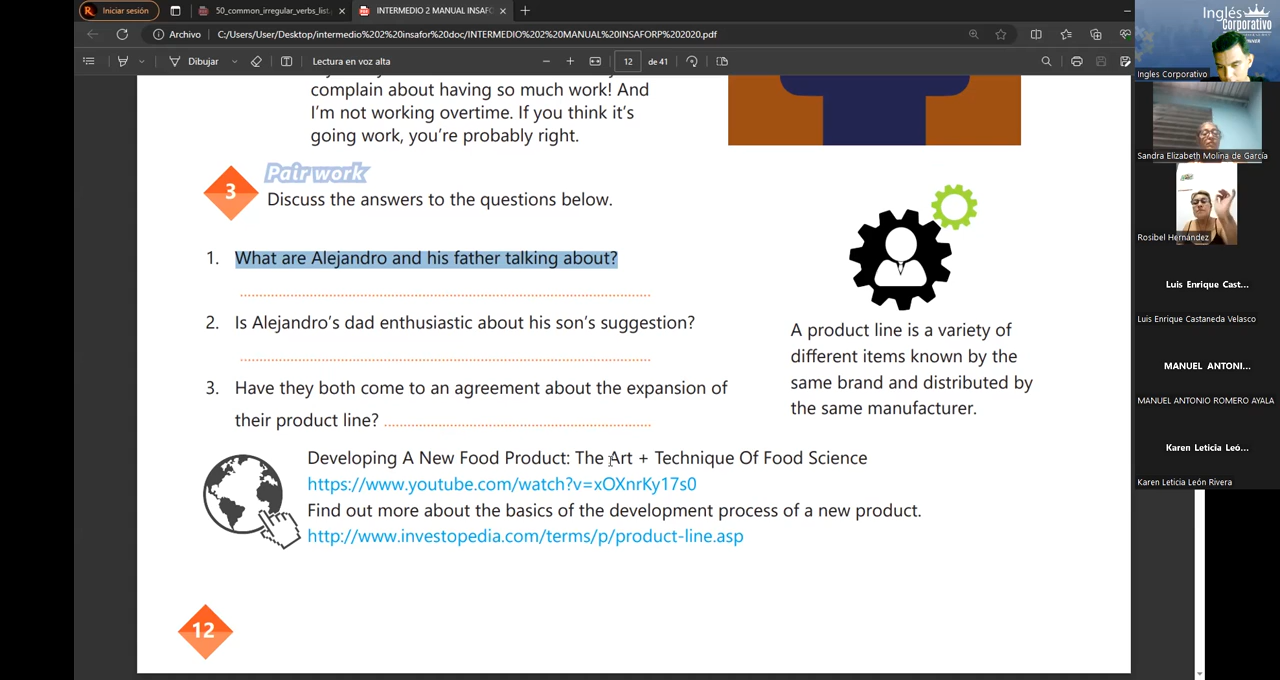 Iniciar sesión
50_common_irregular_verbs_list.
INTERMEDIO 2 MANUAL INSAFOR
Archivo
C:/Users/User/Desktop/intermedio%202%20insafor%20doc/INTERMEDIO%202%20MANUAL%20INSAFORP%202020.pdf
Dibujar
Lectura en voz alta
12 de 41
complain about having so much work! And
I'm not working overtime. If you think it's
going work, you're probably right.
3
Pair work
Discuss the answers to the questions below.
1. What are Alejandro and his father talking about?
2. Is Alejandro's dad enthusiastic about his son's suggestion?
3. Have they both come to an agreement about the expansion of
their product line?
A product line is a variety of
different items known by the
same brand and distributed by
the same manufacturer.
Developing A New Food Product: The Art + Technique Of Food Science
https://www.youtube.com/watch?v=xOXnrKy17s0
Find out more about the basics of the development process of a new product.
http://www.investopedia.com/terms/p/product-line.asp
12
Inglés
Corporativo
Ingles Corporativo
Sandra Elizabeth Molina de García
Rosibel Hernández
Luis Enrique Cast...
Luis Enrique Castaneda Velasco
MANUEL ANTONI...
MANUEL ANTONIO ROMERO AYALA
Karen Leticia Leó...
Karen Leticia León Rivera